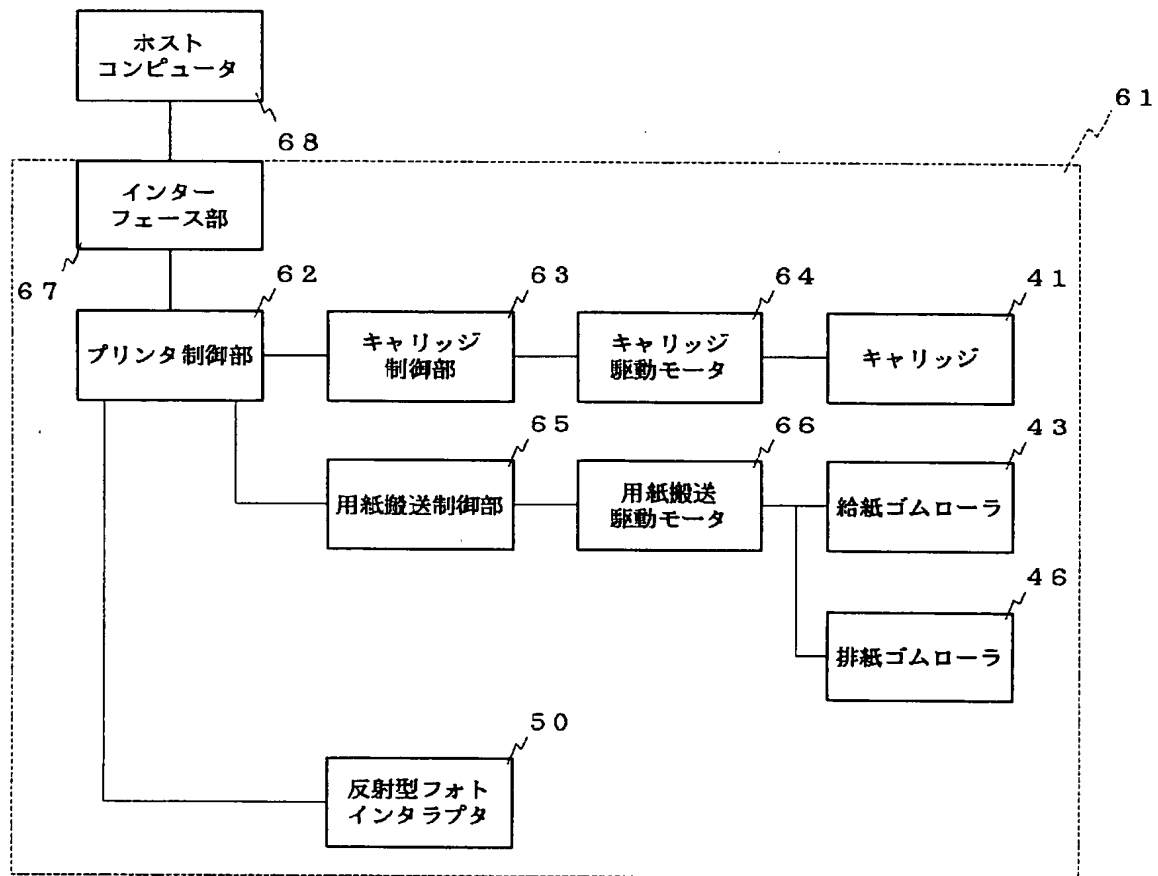 ホスト
コンピュータ
68
61
インター
フェース部
67
62
プリンタ制御部
63
キャリッジ
制御部
64
キャリッジ
駆動モータ
41
キャリッジ
65
用紙搬送制御部
66
用紙搬送
駆動モータ
43
給紙ゴムローラ
46
排紙ゴムローラ
50
反射型フォト
インタラプタ